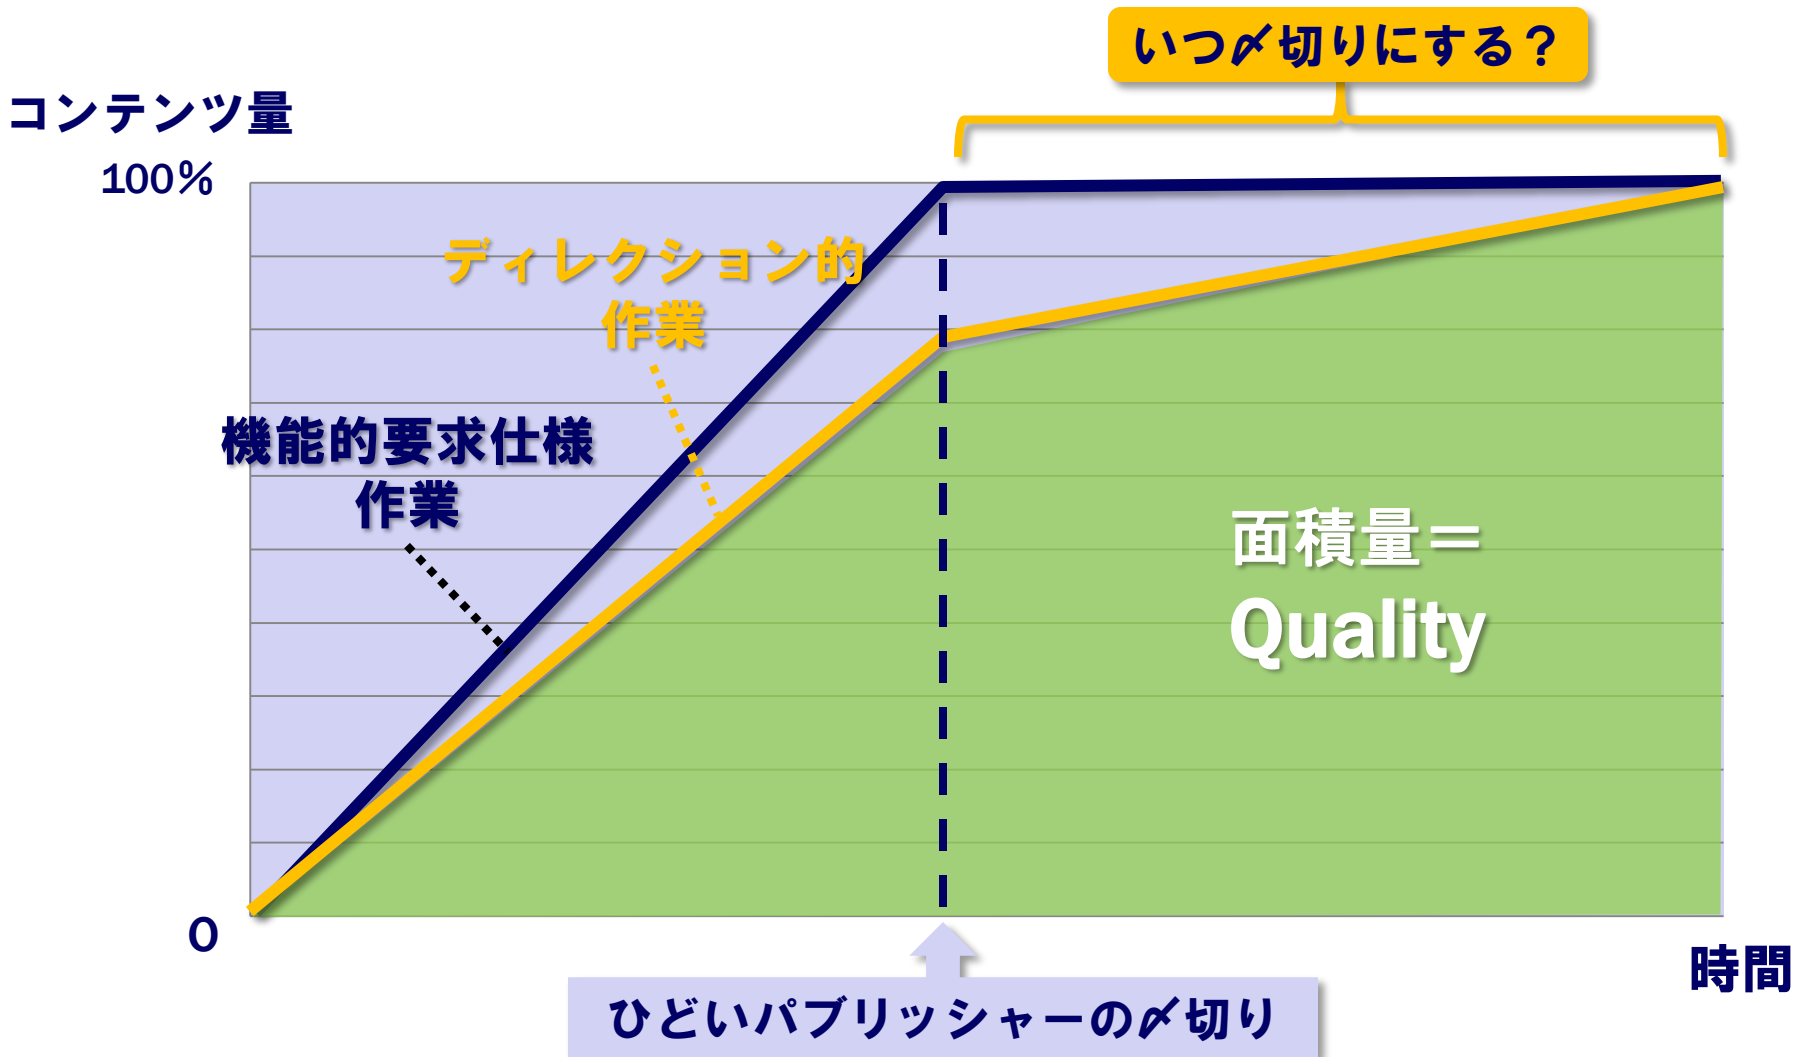 いつ〆切りにする？
コンテンツ量
100％
ディレクション的
作業
機能的要求仕様
作業
面積量＝
Quality
0
時間
ひどいパブリッシャーの〆切り